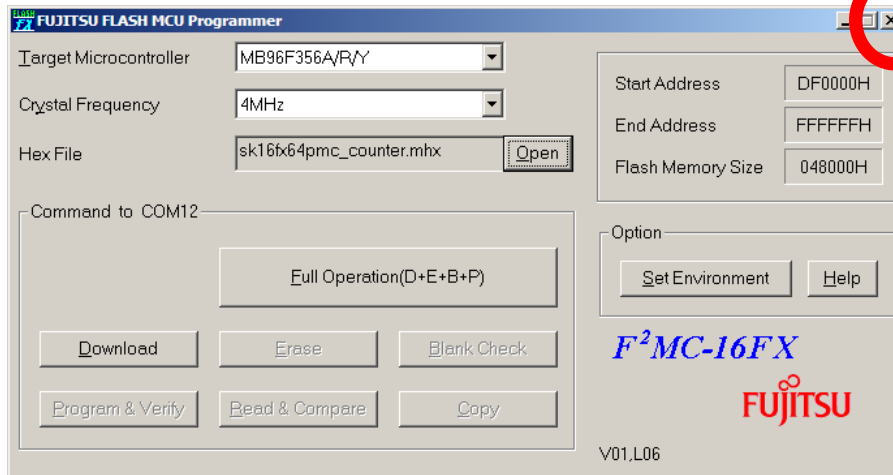 FLASH FX FUJITSU FLASH MCU Programmer
Target Microcontroller MB96F356A/R/Y
Crystal Frequency 4MHz
Hex File sk16fx64pmc_counter.mhx Open
Start Address DF0000H
End Address FFFFFFH
Flash Memory Size 048000H
Command to COM12
Full Operation(D+E+B+P)
Download Erase Blank Check
Program & Verify Read & Compare Copy
Option
Set Environment Help
F²MC-16FX
FUJITSU
V01,L06